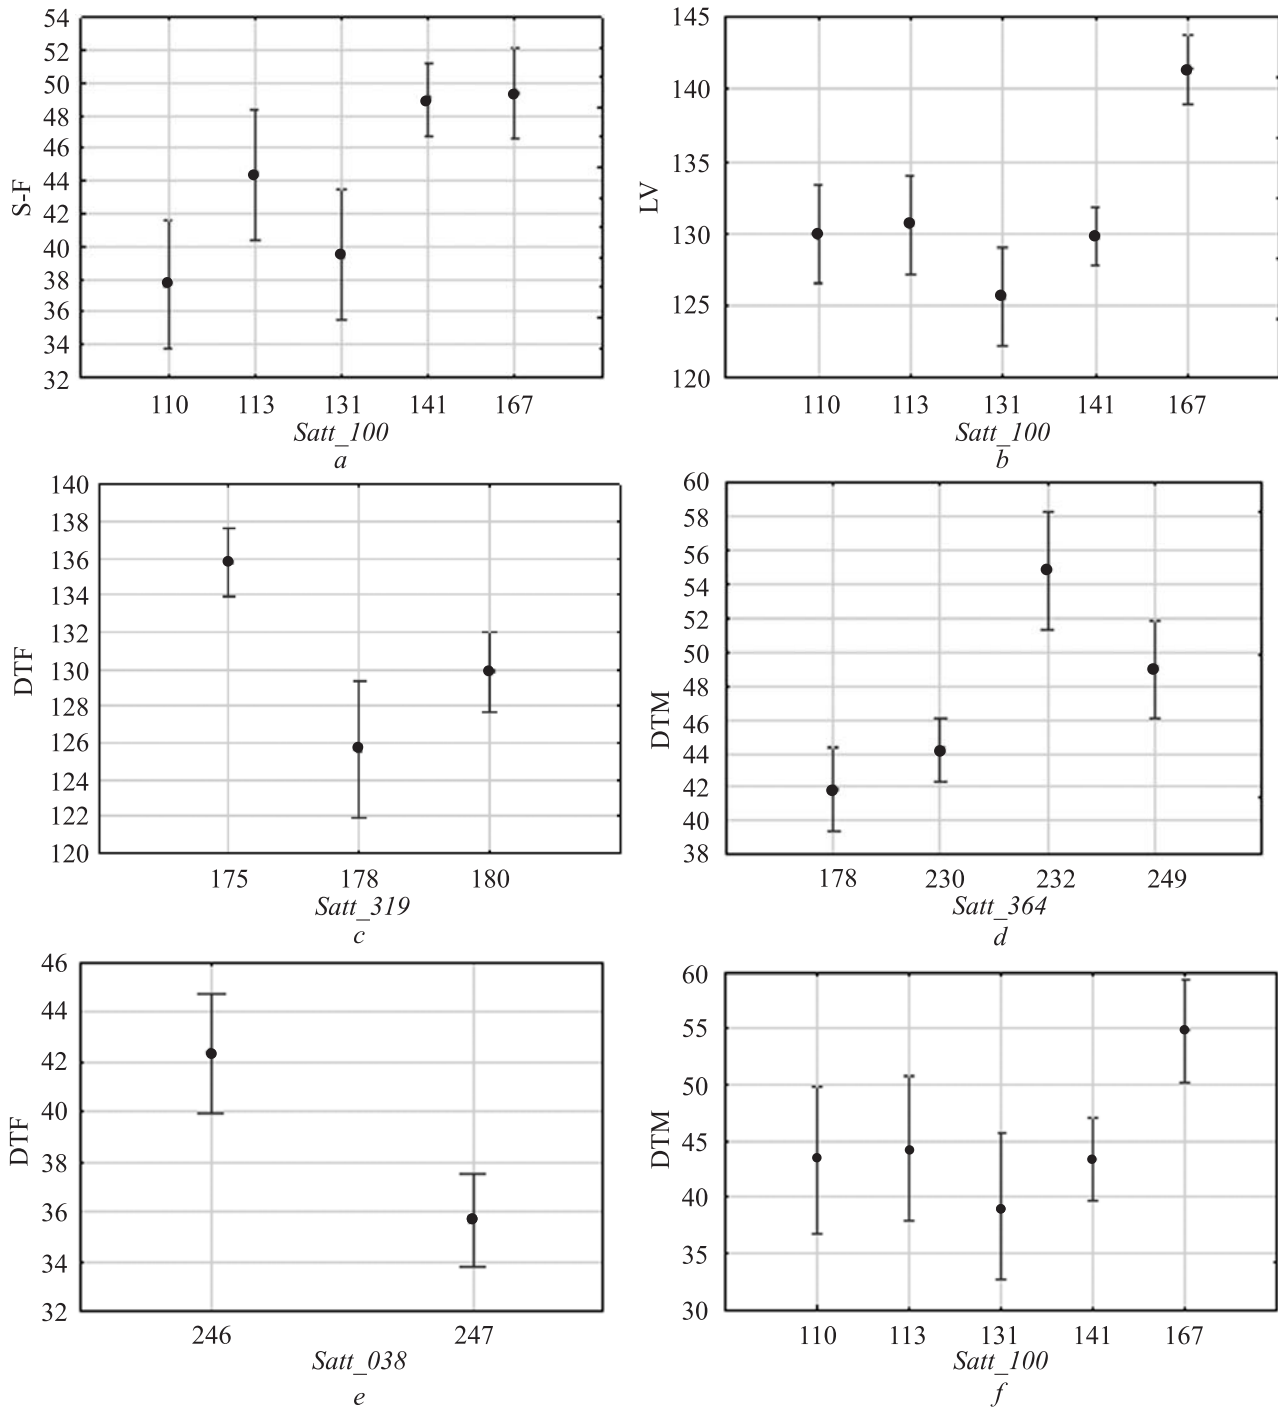 54
52
50
48
46
44
42
40
38
36
34
32
S-F
110 113 131 141 167
Satt_100
a
145
140
135
130
125
120
LV
110 113 131 141 167
Satt_100
b
140
138
136
134
132
130
128
126
124
122
120
DTF
175 178 180
Satt_319
c
60
58
56
54
52
50
48
46
44
42
40
38
DTM
178 230 232 249
Satt_364
d
46
44
42
40
38
36
34
32
DTF
246 247
Satt_038
e
60
55
50
45
40
35
30
DTM
110 113 131 141 167
Satt_100
f